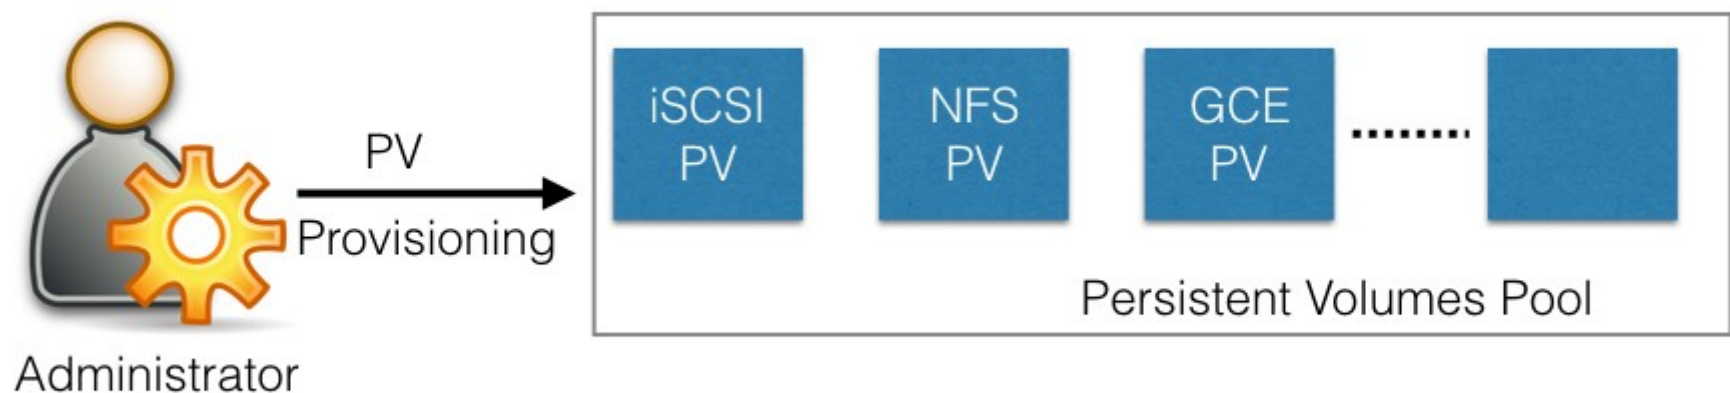 PV
Provisioning
Administrator
iSCSI
PV
NFS
PV
GCE
PV
Persistent Volumes Pool